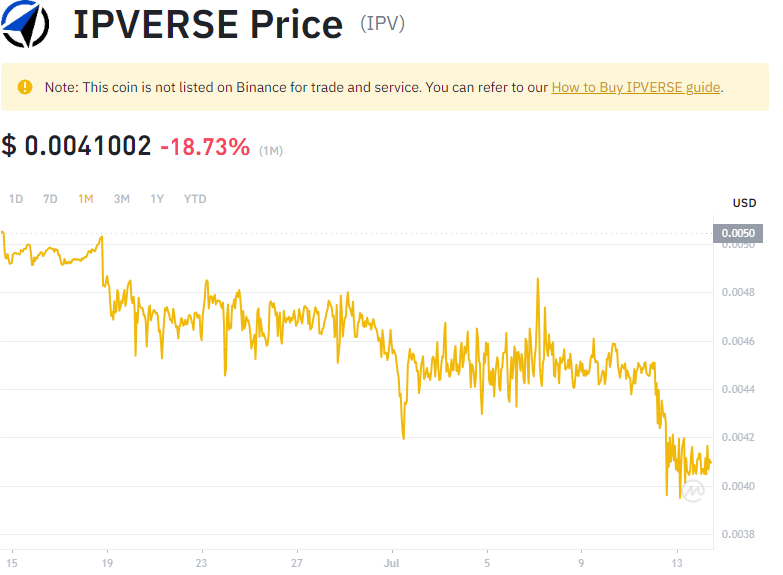 IPVERSE Price (IPV)
Note: This coin is not listed on Binance for trade and service. You can refer to our How to Buy IPVERSE guide.
$ 0.0041002 -18.73% (1M)
1D 7D 1M 3M 1Y YTD
USD
0.0050
0.0050
0.0048
0.0046
0.0044
0.0042
0.0040
0.0038
15 19 23 27 Jul 5 9 13